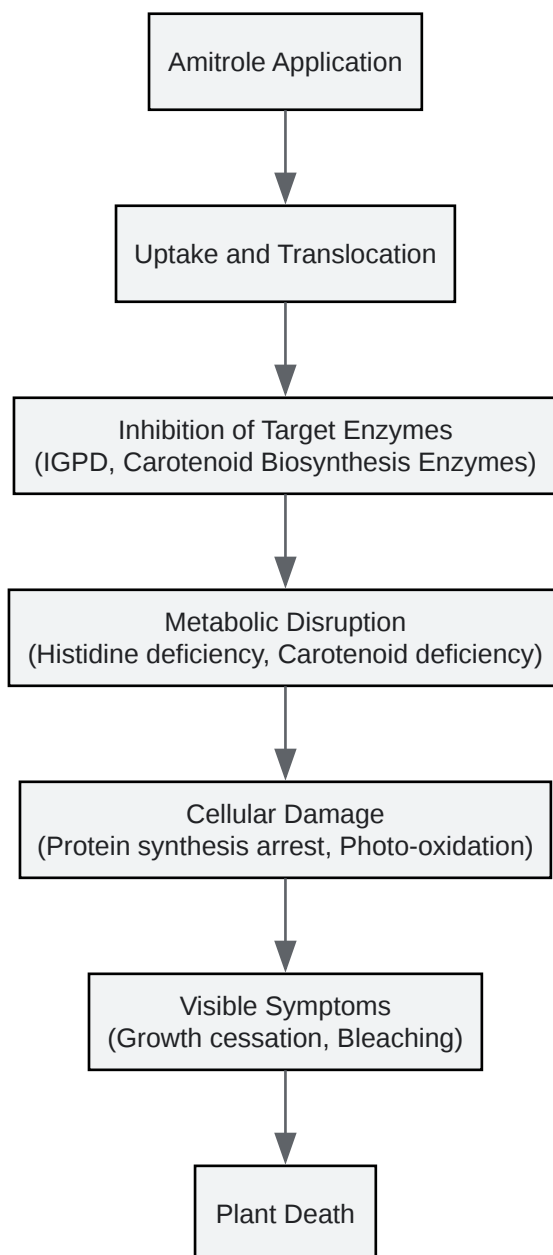 Amitrole Application
Uptake and Translocation
Inhibition of Target Enzymes
(IGPD, Carotenoid Biosynthesis Enzymes)
Metabolic Disruption
(Histidine deficiency, Carotenoid deficiency)
Cellular Damage
(Protein synthesis arrest, Photo-oxidation)
Visible Symptoms
(Growth cessation, Bleaching)
Plant Death